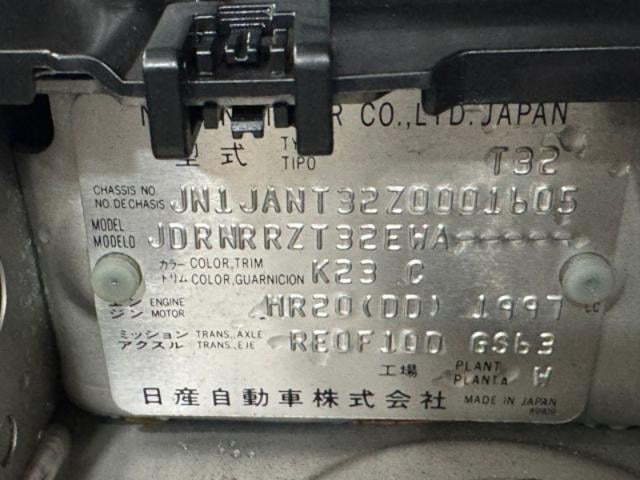 CO.,LTD. JAPAN
型式 TIPO T32
CHASSIS NO. JN1JANT32Z0001605
NO. DE CHASIS
MODEL JDRNRRZT32EWA-----
MODELO
カラー COLOR, TRIM K23 C
トリム COLOR, GUARNICION
エンジン ENGINE MOTOR HR20(DD) 1997 CC
ミッション TRANS., AXLE RE0F10D GS63
アクスル TRANS., EJE
工場 PLANT PLANTA W
日産自動車株式会社 MADE IN JAPAN